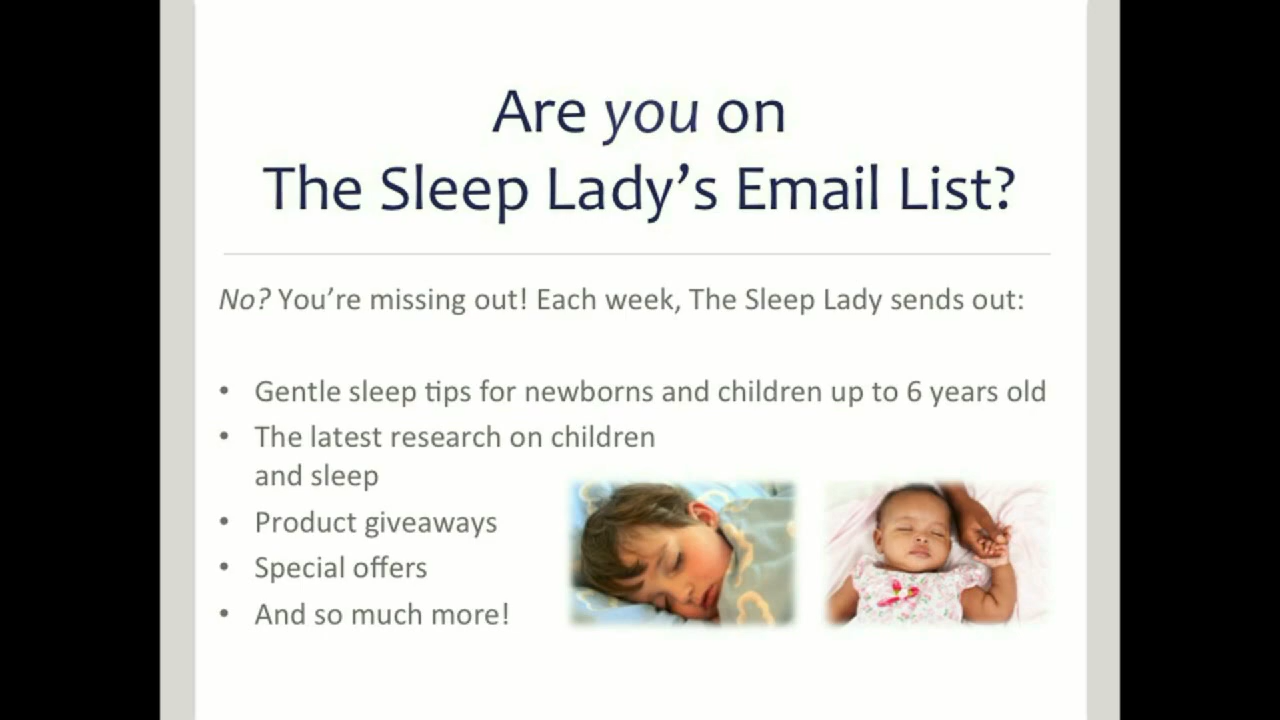 Are you on
The Sleep Lady’s Email List?
No? You’re missing out! Each week, The Sleep Lady sends out:
• Gentle sleep tips for newborns and children up to 6 years old
• The latest research on children
and sleep
• Product giveaways
• Special offers
• And so much more!